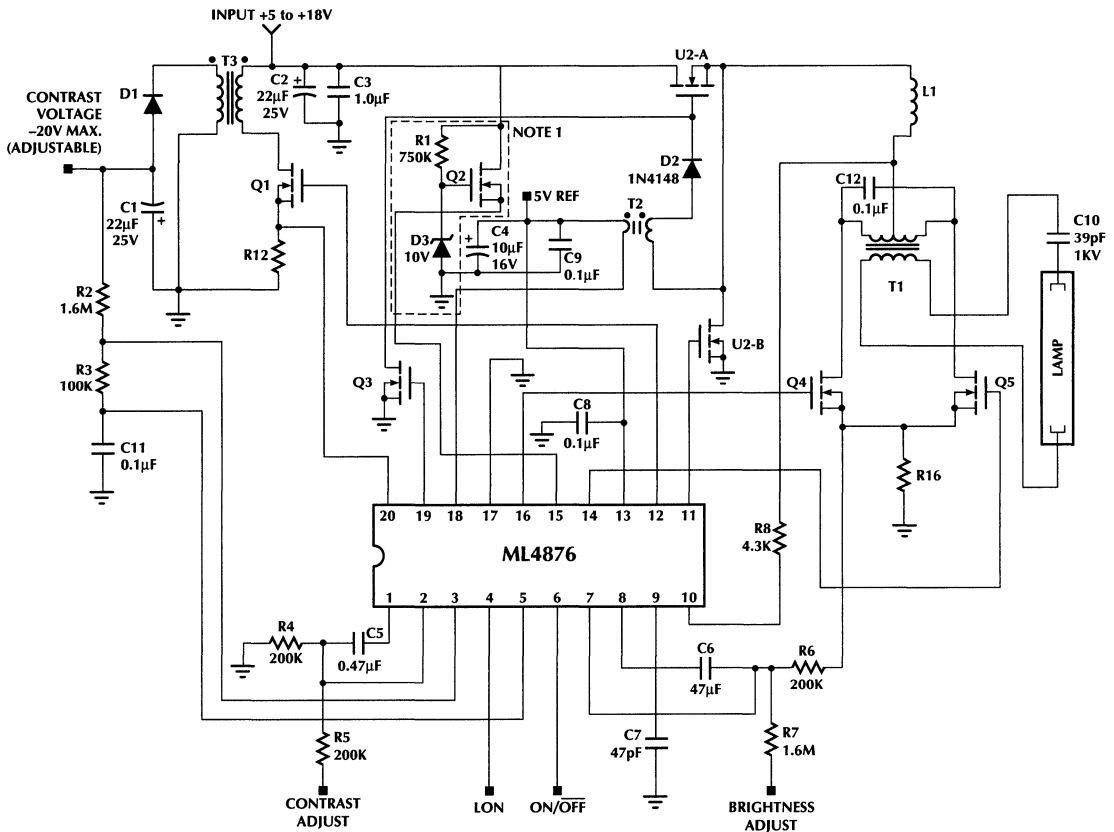 INPUT +5 to +18V
U2-A
T3
D1
C2
22µF
25V
+
C3
1.0µF
L1
CONTRAST
VOLTAGE
–20V MAX.
(ADJUSTABLE)
R1
750K
NOTE 1
Q2
D2
1N4148
C12
0.1µF
Q1
5V REF
T2
C10
39pF
1KV
C1
22µF
25V
+
D3
10V
+
C4
10µF
16V
C9
0.1µF
R12
T1
R2
1.6M
U2-B
LAMP
R3
100K
Q3
Q4
Q5
C8
0.1µF
C11
0.1µF
R16
20 19 18 17 16 15 14 13 12 11
ML4876
R8
4.3K
1 2 3 4 5 6 7 8 9 10
R4
200K
C5
0.47µF
C6
47µF
R6
200K
R5
200K
C7
47pF
R7
1.6M
CONTRAST
ADJUST
LON
ON/OFF
BRIGHTNESS
ADJUST